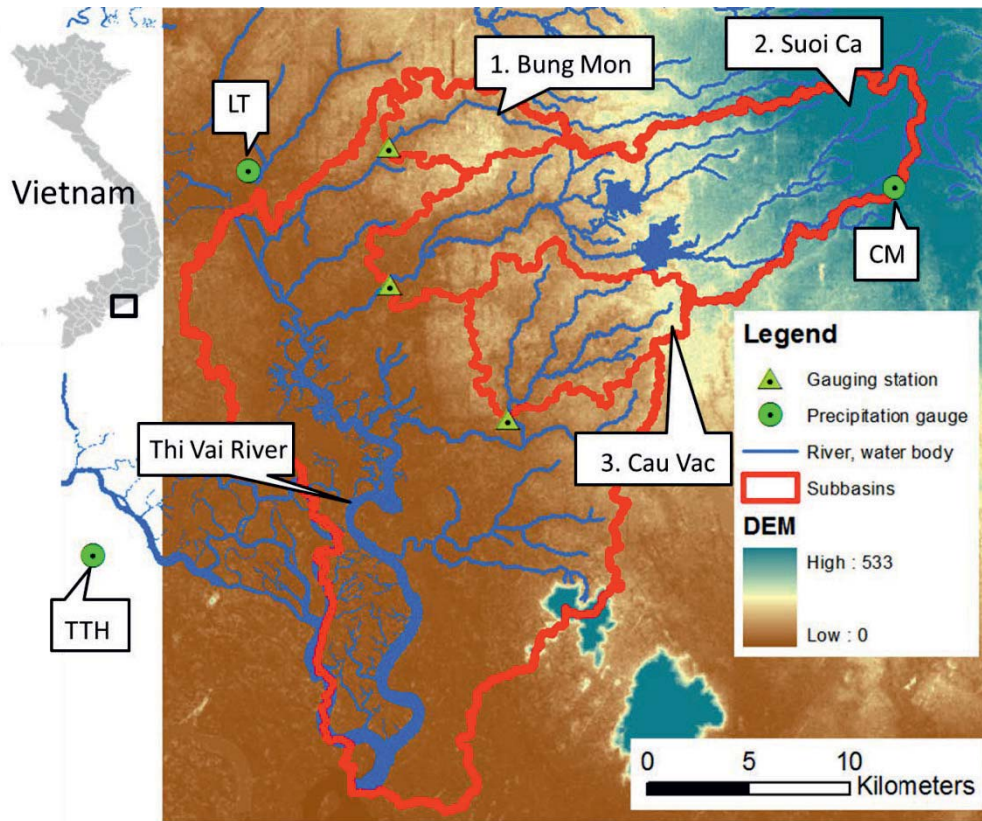 Vietnam
LT
1. Bung Mon
2. Suoi Ca
CM
Thi Vai River
3. Cau Vac
TTH
Legend
Gauging station
Precipitation gauge
River, water body
Subbasins
DEM
High : 533
Low : 0
0 5 10
Kilometers